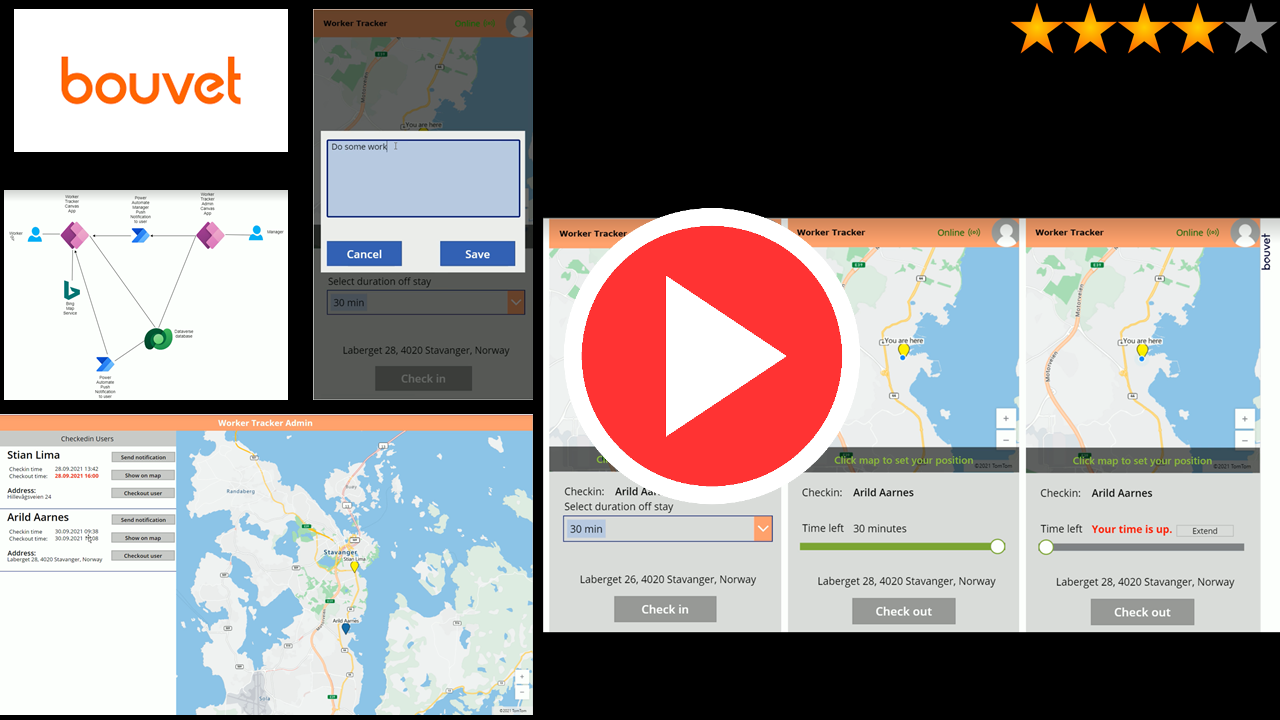 bouvet
Worker Tracker
Online
You are here
Do some work
Cancel
Save
Select duration off stay
30 min
Laberget 28, 4020 Stavanger, Norway
Check in
Worker
Tracker
Canvas
App
Power
Automate
Manager
Push
Notification
to user
Worker
Tracker
Admin
Canvas
App
Worker
Manager
Bing
Map
Service
Dataverse
database
Power
Automate
Push
Notification
to user
Worker Tracker Admin
Checkedin Users
Stian Lima
Send notification
Checkin time 28.09.2021 13:42
Checkout time: 28.09.2021 16:00
Show on map
Address:
Hillevågsveien 24
Checkout user
Arild Aarnes
Send notification
Checkin time 30.09.2021 09:38
Checkout time: 30.09.2021
Show on map
Address:
Laberget 28, 4020 Stavanger, Norway
Checkout user
Randaberg
Buøy
Stavanger
Stian Lima
Motorveien
Arild Aarnes
Sola
+
−
©2021 TomTom
Worker
Checkin: Arild
Select duration off stay
30 min
Laberget 26, 4020 Stavanger, Norway
Check in
Worker Tracker
Online
You are here
+
−
Click map to set your position
Checkin: Arild Aarnes
Time left 30 minutes
Laberget 28, 4020 Stavanger, Norway
Check out
Worker Tracker
Online
Motorveien
You are here
+
−
Click map to set your position
©2021 TomTom
Checkin: Arild Aarnes
Time left Your time is up. Extend
Laberget 28, 4020 Stavanger, Norway
Check out
bouvet